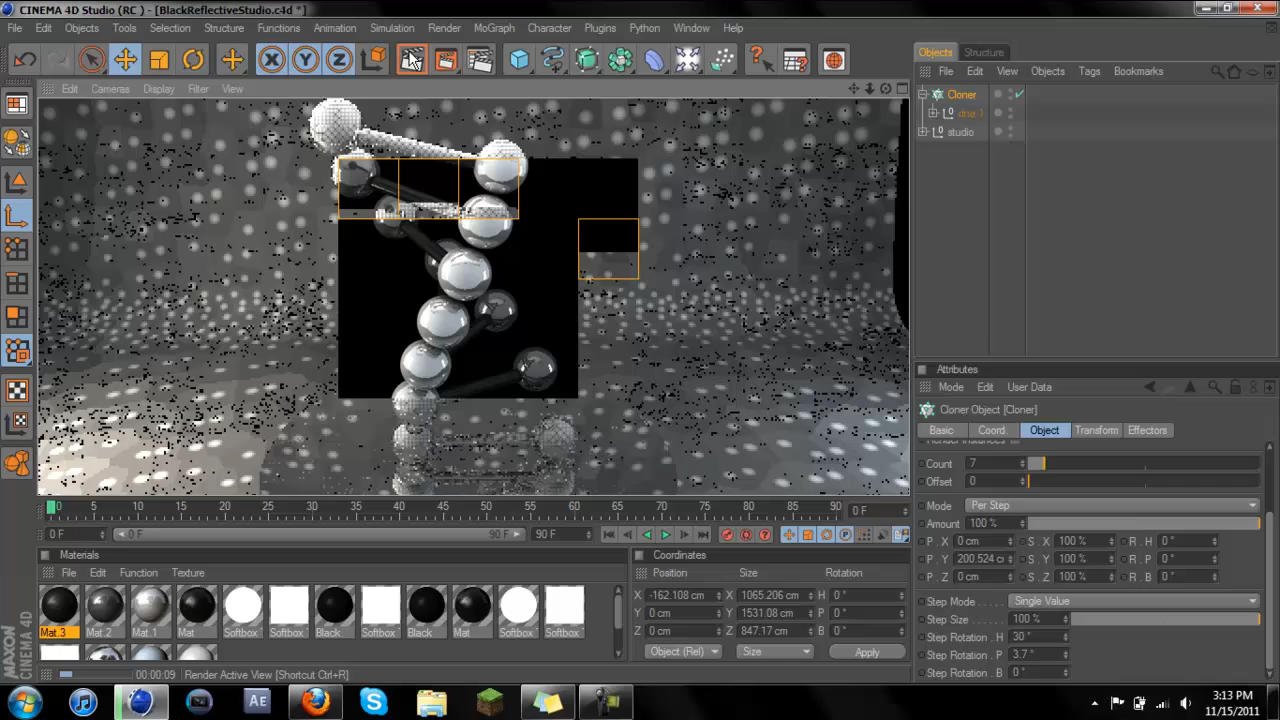 CINEMA 4D Studio (RC ) - [BlackReflectiveStudio.c4d *]
File Edit Objects Tools Selection Structure Functions Animation Simulation Render MoGraph Character Plugins Python Window Help
X Y Z
Objects Structure
File Edit View Objects Tags Bookmarks
Edit Cameras Display Filter View
Cloner
dna.1
studio
Attributes
Mode Edit User Data
Cloner Object [Cloner]
Basic Coord. Object Transform Effectors
Render Instances
Count 7
Offset 0
Mode Per Step
Amount 100 %
P . X 0 cm S . X 100 % R . H 0 °
P . Y 200.524 c S . Y 100 % R . P 0 °
P . Z 0 cm S . Z 100 % R . B 0 °
Step Mode Single Value
Step Size 100 %
Step Rotation . H 30 °
Step Rotation . P 3.7 °
Step Rotation . B 0 °
0 5 10 15 20 25 30 35 40 45 50 55 60 65 70 75 80 85 90 0 F
0 F 0 F 90 F 90 F
Materials
File Edit Function Texture
Mat.3 Mat.2 Mat.1 Mat Softbox Softbox Black Softbox Black Mat Softbox Softbox
Coordinates
Position Size Rotation
X -162.108 cm X 1065.206 cm H 0 °
Y 0 cm Y 1531.08 cm P 0 °
Z 0 cm Z 847.17 cm B 0 °
Object (Rel) Size Apply
MAXON CINEMA 4D
00:00:09 Render Active View [Shortcut Ctrl+R]
Ae
3:13 PM
11/15/2011